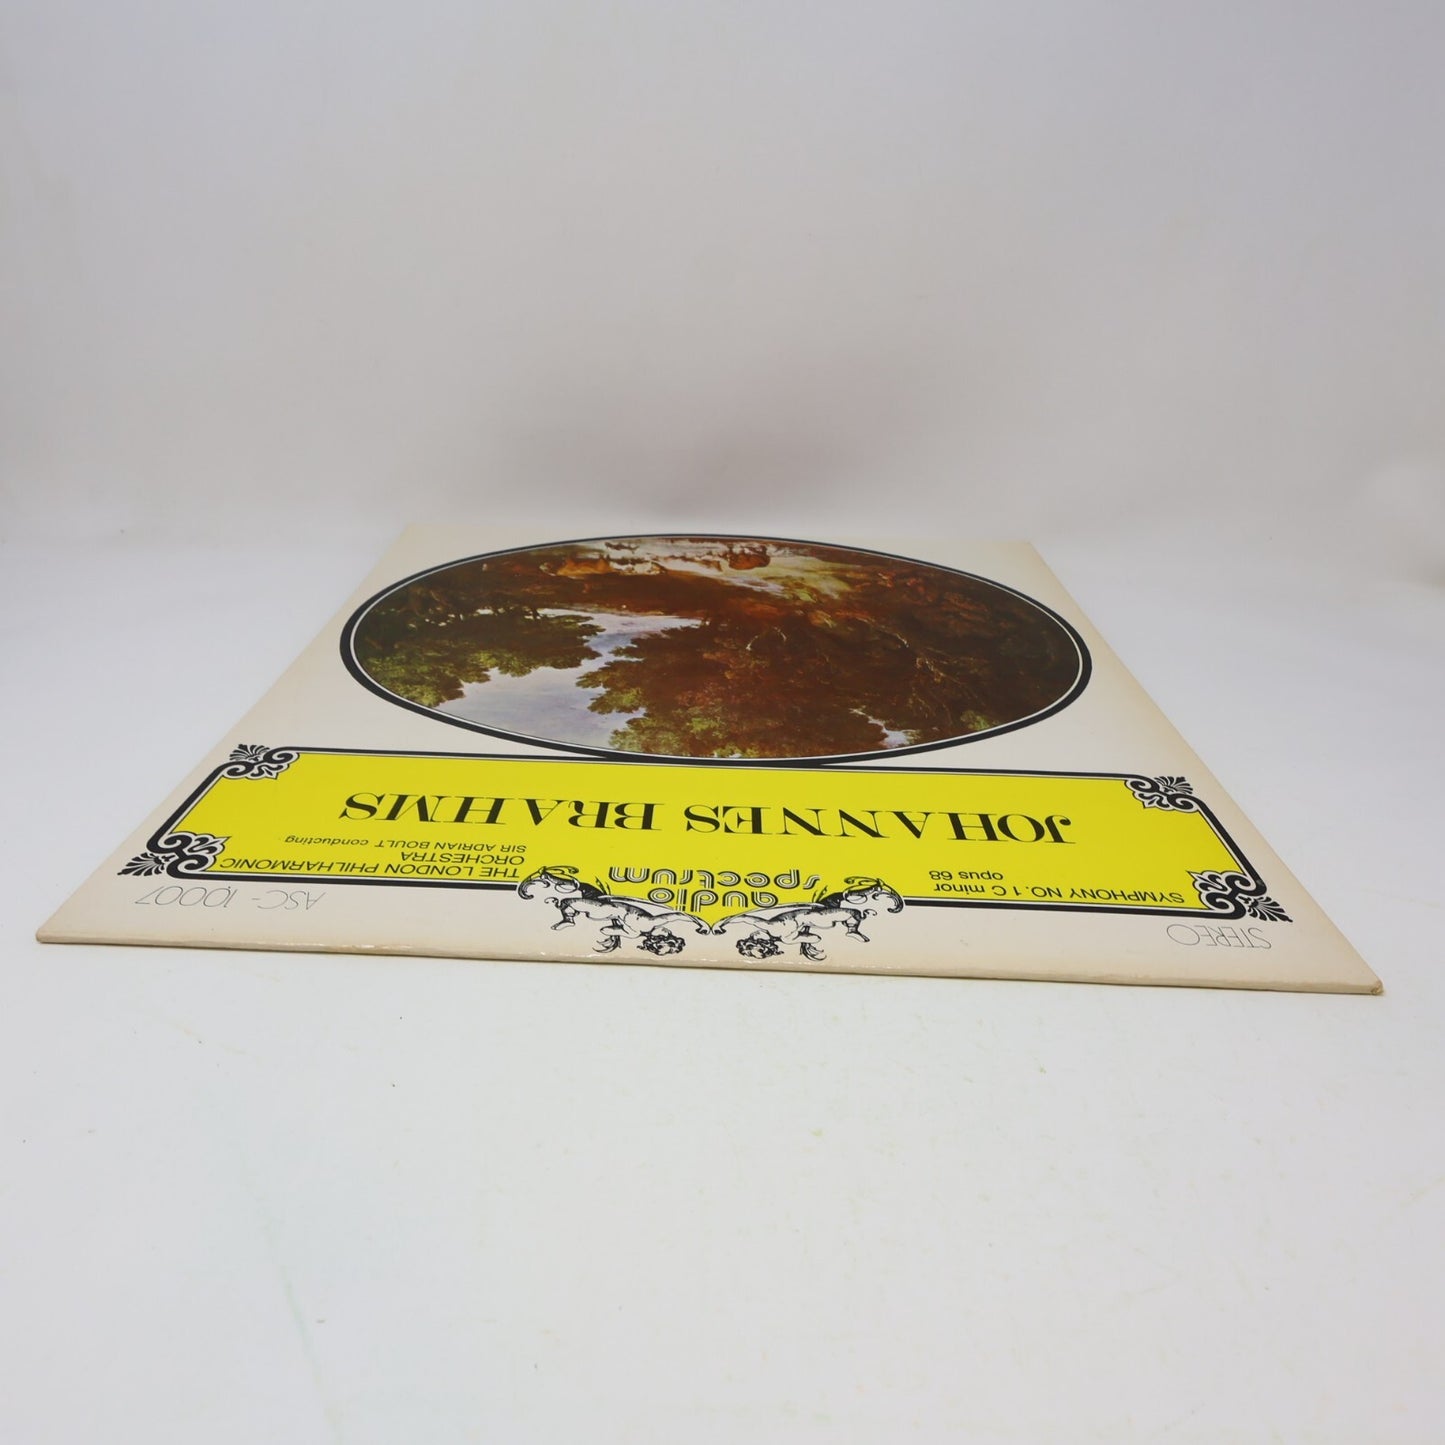 STEREO
ASC-10007
audio
spectrum
SYMPHONY NO. 1 C minor
opus 68
THE LONDON PHILHARMONIC
ORCHESTRA
SIR ADRIAN BOULT conducting
JOHANNES BRAHMS